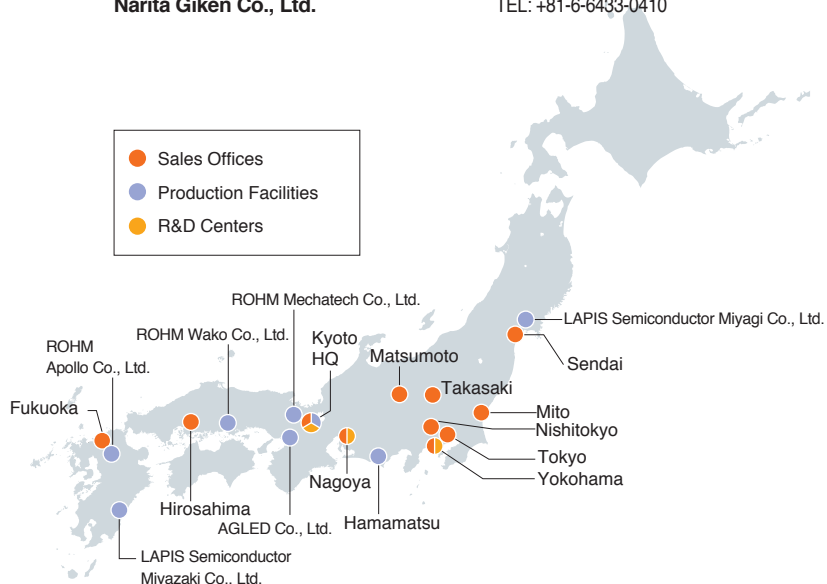 Narita Giken Co., Ltd.
TEL: +81-6-6433-0410
Sales Offices
Production Facilities
R&D Centers
ROHM Mechatech Co., Ltd.
ROHM Wako Co., Ltd.
Kyoto
HQ
ROHM
Apollo Co., Ltd.
Matsumoto
LAPIS Semiconductor Miyagi Co., Ltd.
Sendai
Takasaki
Fukuoka
Mito
Nishitokyo
Tokyo
Yokohama
Nagoya
Hirosahima
AGLED Co., Ltd.
Hamamatsu
LAPIS Semiconductor
Miyazaki Co., Ltd.